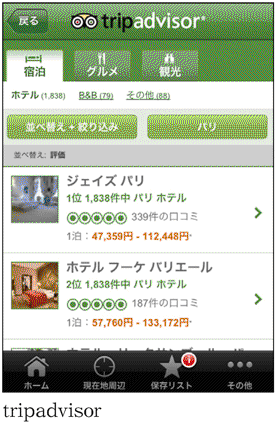 戻る
tripadvisor®
宿泊
グルメ
観光
ホテル (1,838) B&B (79) その他 (88)
並べ替え + 絞り込み
パリ
並べ替え: 評価
ジェイズ パリ
1位 1,838件中 パリ ホテル
339件の口コミ
1泊: 47,359円 - 112,448円*
ホテル フーケ バリエール
2位 1,838件中 パリ ホテル
187件の口コミ
1泊: 57,760円 - 133,172円*
ホーム
現在地周辺
保存リスト
その他
tripadvisor